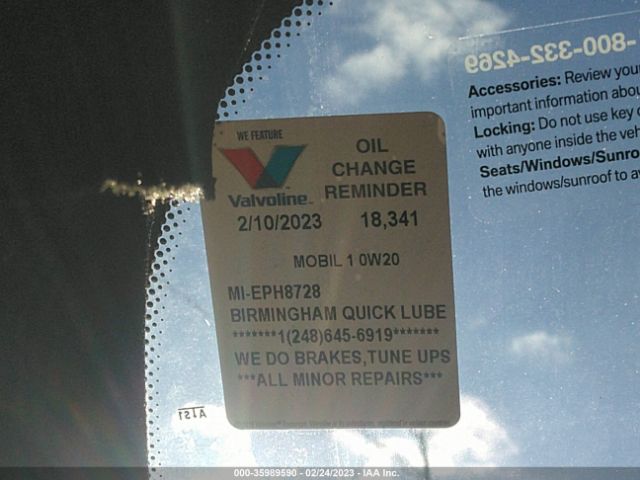 -800-332-4269
Accessories: Review your
important information abou
Locking: Do not use key o
with anyone inside the veh
Seats/Windows/Sunroo
the windows/sunroof to av
WE FEATURE
Valvoline™
OIL
CHANGE
REMINDER
2/10/2023 18,341
MOBIL 1 0W20
MI-EPH8728
BIRMINGHAM QUICK LUBE
*******1(248)645-6919*******
WE DO BRAKES,TUNE UPS
***ALL MINOR REPAIRS***
A1S1
000-35989590 - 02/24/2023 - IAA Inc.